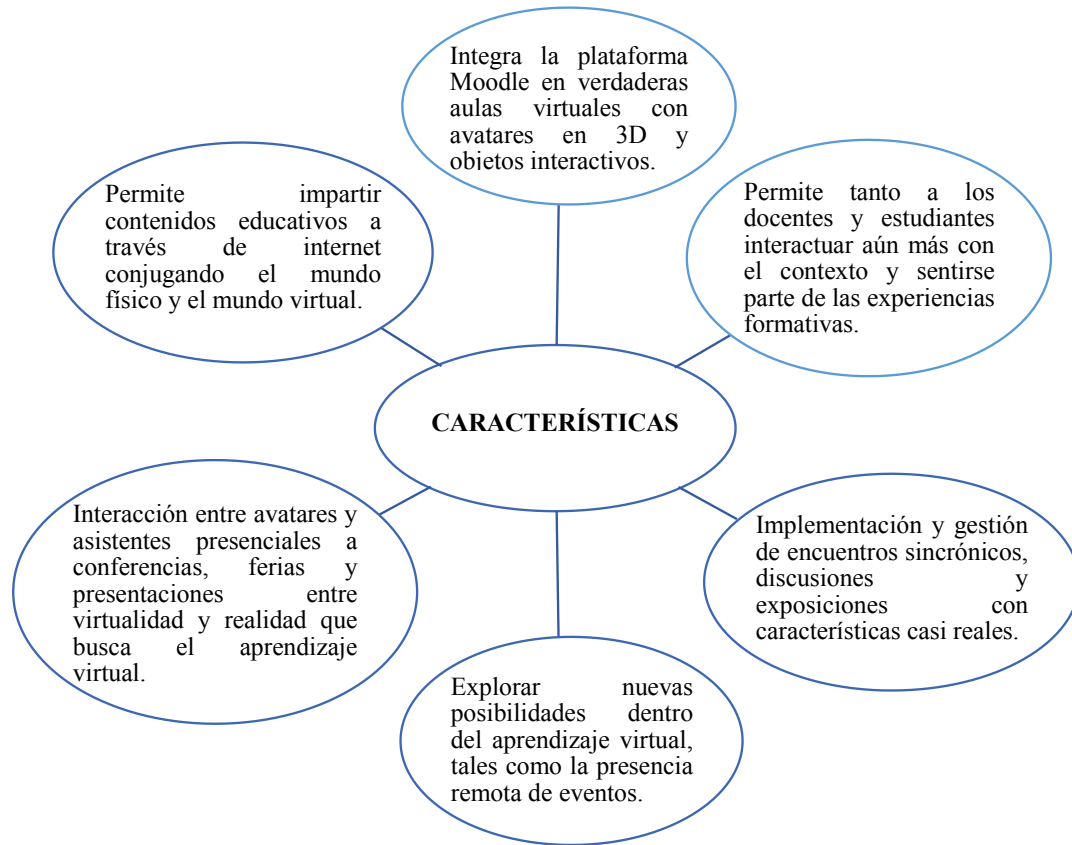 Integra la plataforma
Moodle en verdaderas
aulas virtuales con
avatares en 3D y
objetos interactivos.
Permite impartir
contenidos educativos a
través de internet
conjugando el mundo
físico y el mundo virtual.
Permite tanto a los
docentes y estudiantes
interactuar aún más con
el contexto y sentirse
parte de las experiencias
formativas.
CARACTERÍSTICAS
Interacción entre avatares y
asistentes presenciales a
conferencias, ferias y
presentaciones entre
virtualidad y realidad que
busca el aprendizaje
virtual.
Implementación y gestión
de encuentros sincrónicos,
discusiones y
exposiciones con
características casi reales.
Explorar nuevas
posibilidades dentro
del aprendizaje virtual,
tales como la presencia
remota de eventos.